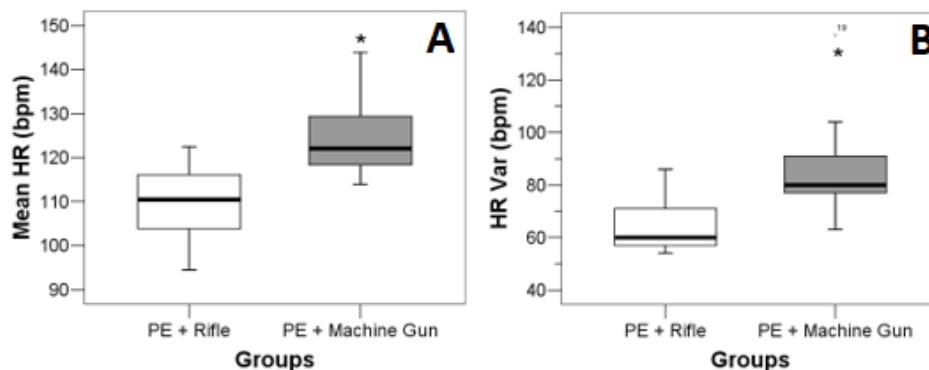 A
Mean HR (bpm)
150
140
130
120
110
100
90
*
PE + Rifle
PE + Machine Gun
Groups
B
HR Var (bpm)
140
120
100
80
60
40
19
*
PE + Rifle
PE + Machine Gun
Groups